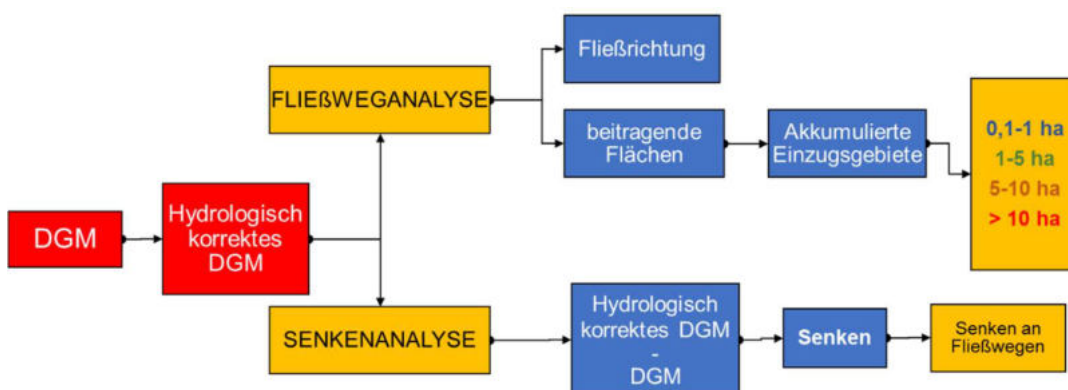 DGM
Hydrologisch
korrektes
DGM
FLIEßWEGANALYSE
Fließrichtung
beitragende
Flächen
Akkumulierte
Einzugsgebiete
0,1-1 ha
1-5 ha
5-10 ha
> 10 ha
SENKENANALYSE
Hydrologisch
korrektes DGM
-
DGM
Senken
Senken an
Fließwegen